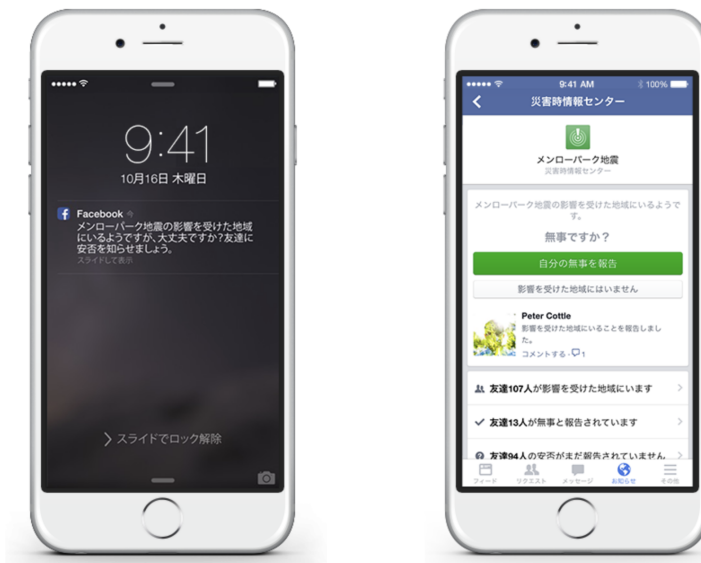 9:41
10月16日 木曜日
Facebook
メンローパーク地震の影響を受けた地域
にいるようですが、大丈夫ですか?友達に
安否を知らせましょう。
スライドして表示
スライドでロック解除
9:41 AM
100%
災害時情報センター
メンローパーク地震
災害時情報センター
メンローパーク地震の影響を受けた地域にいるようで
す。
無事ですか?
自分の無事を報告
影響を受けた地域にはいません
Peter Cottle
影響を受けた地域にいることを報告しまし
た。
コメントする · 1
友達107人が影響を受けた地域にいます
友達13人が無事と報告されています
友達94人の安否がまだ報告されていません
フィード
リクエスト
メッセージ
お知らせ
その他